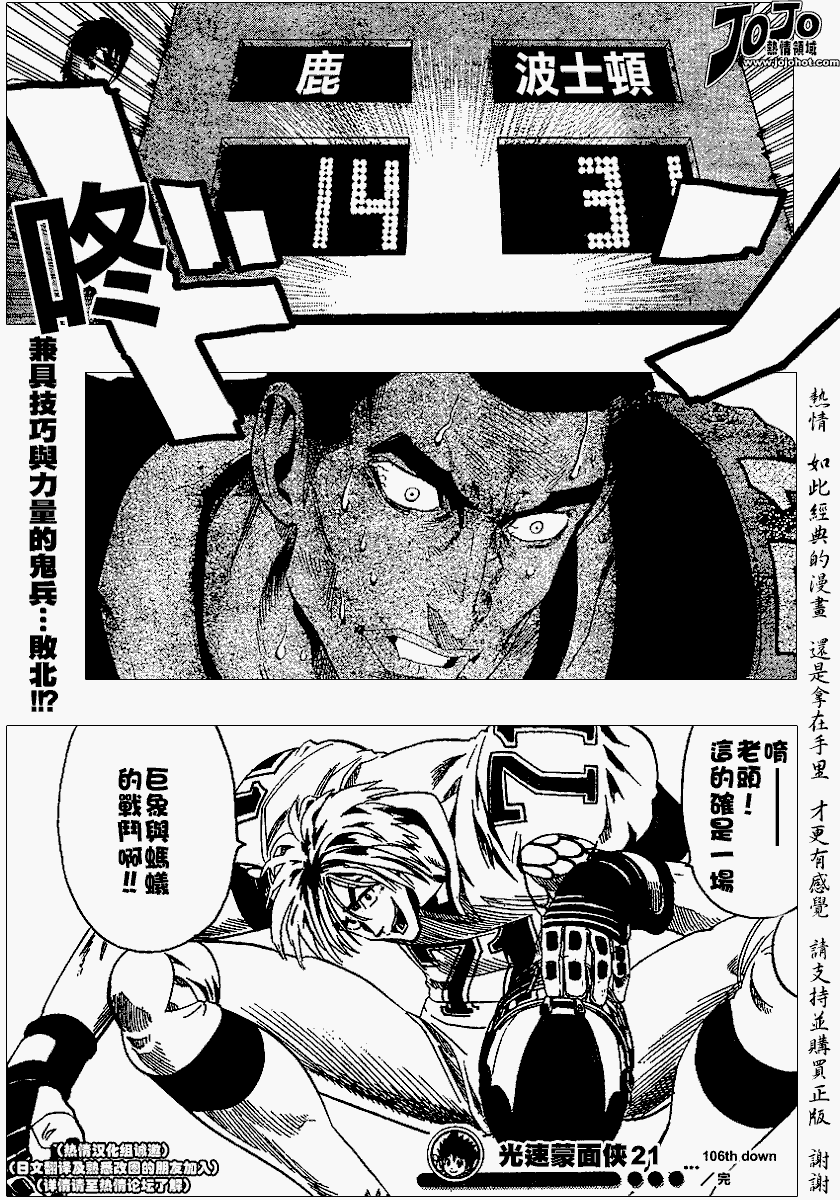 JOJO
熱情領域
www.jojohot.com
鹿
波士頓
14
3
咚
兼具技巧與力量的鬼兵…敗北!!?
唷——
老頭！
這的確是一場
巨象與螞蟻
的戰鬥啊!!
熱情 如此經典的漫畫 還是拿在手里 才更有感覺 請支持並購買正版 謝謝
(熱情汉化组诚邀)
(日文翻译及熟悉改图的朋友加入)
(详情请至热情论坛了解)
光速蒙面俠21
...
106th down
/完